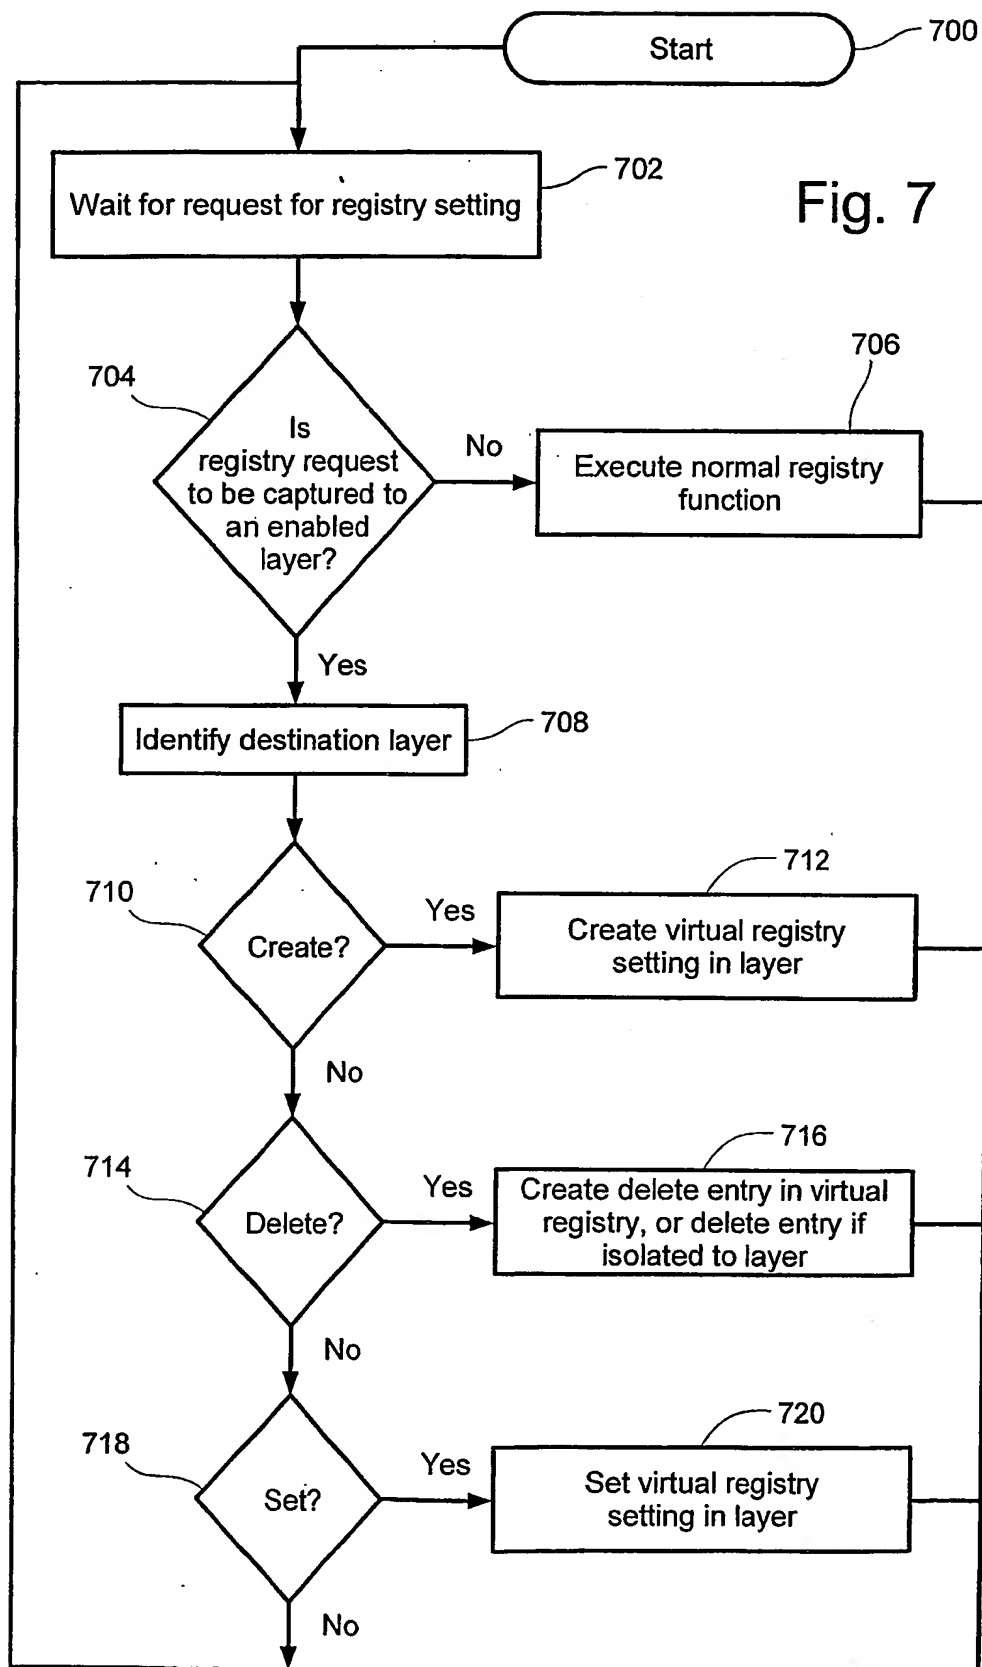 Start
700
702
Wait for request for registry setting
Fig. 7
704
Is
registry request
to be captured to
an enabled
layer?
No
706
Execute normal registry
function
Yes
708
Identify destination layer
710
Create?
Yes
712
Create virtual registry
setting in layer
No
714
Delete?
Yes
716
Create delete entry in virtual
registry, or delete entry if
isolated to layer
No
718
Set?
Yes
720
Set virtual registry
setting in layer
No